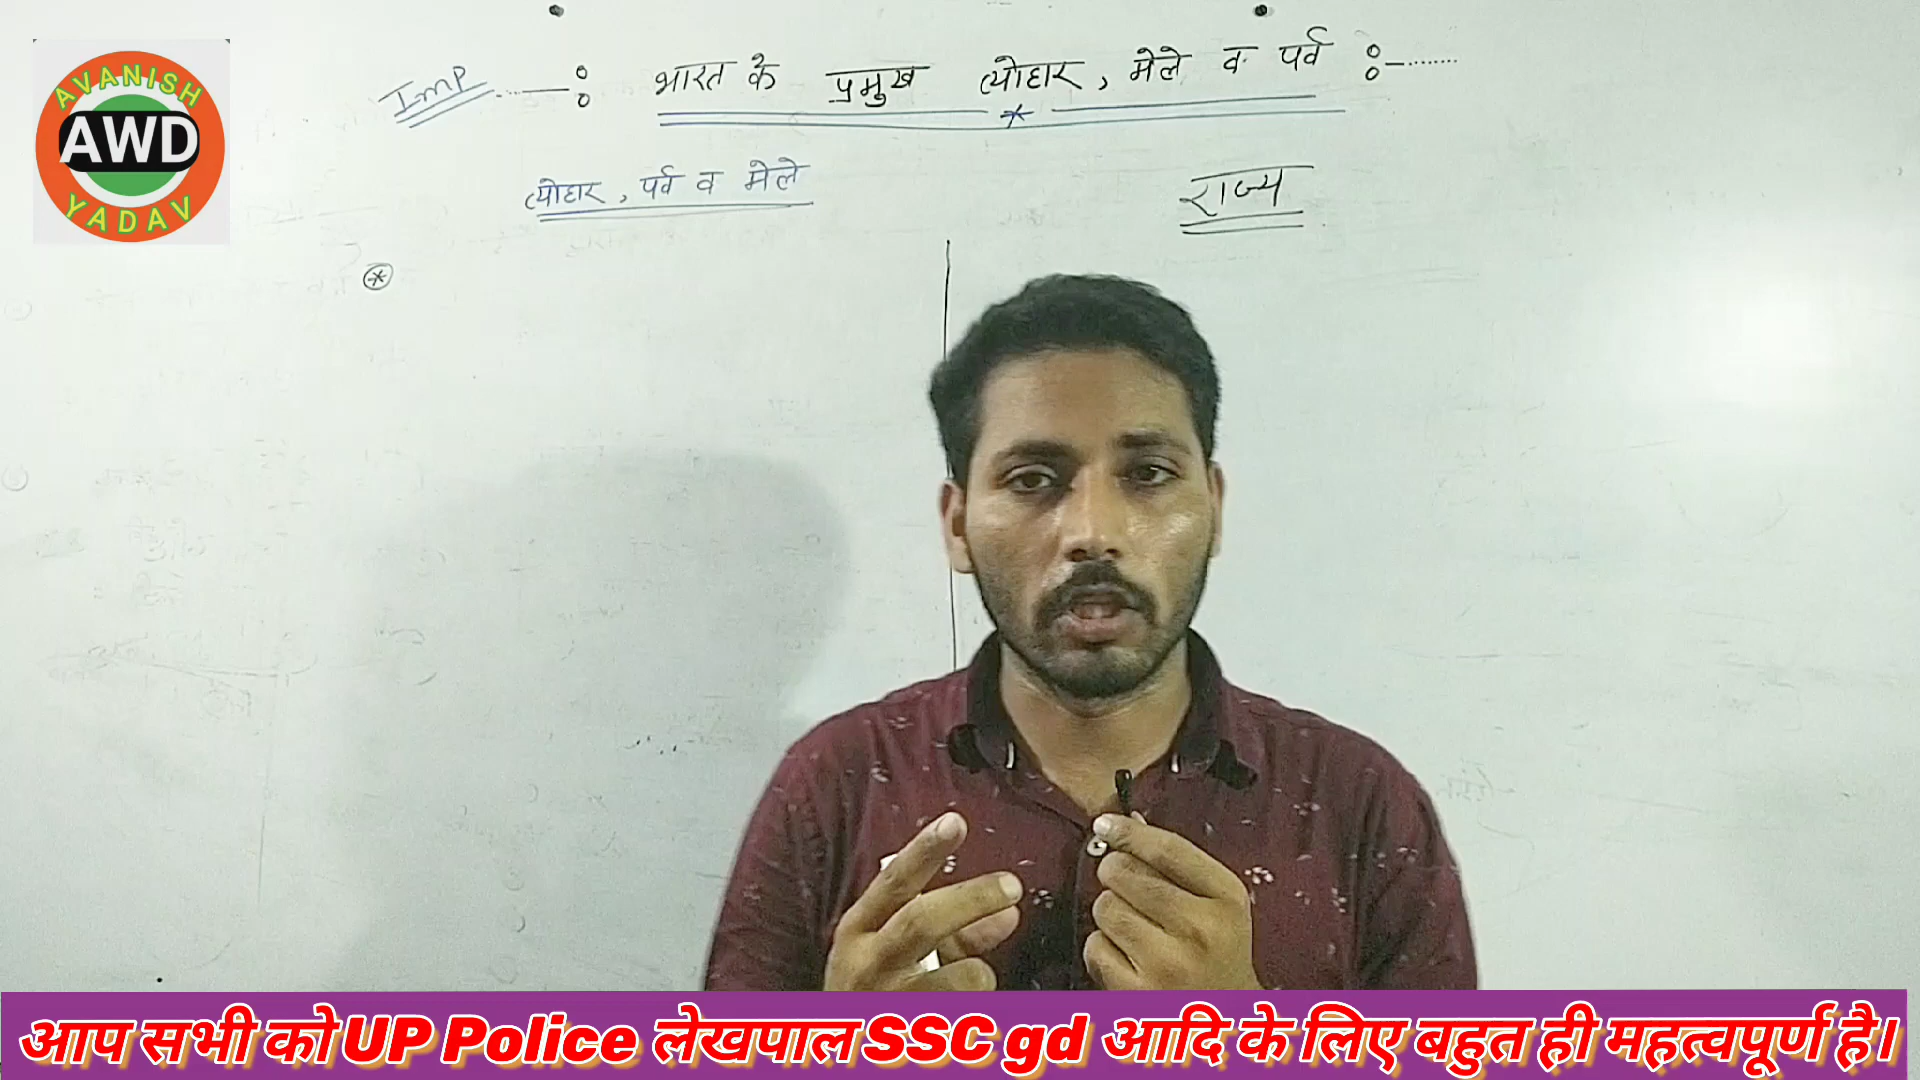 AVANISH
AWD
YADAV
Imp भारत के प्रमुख त्योहार, मेले व पर्व :-
त्योहार, पर्व व मेले
राज्य
आप सभी को UP Police लेखपाल SSC gd आदि के लिए बहुत ही महत्वपूर्ण है।